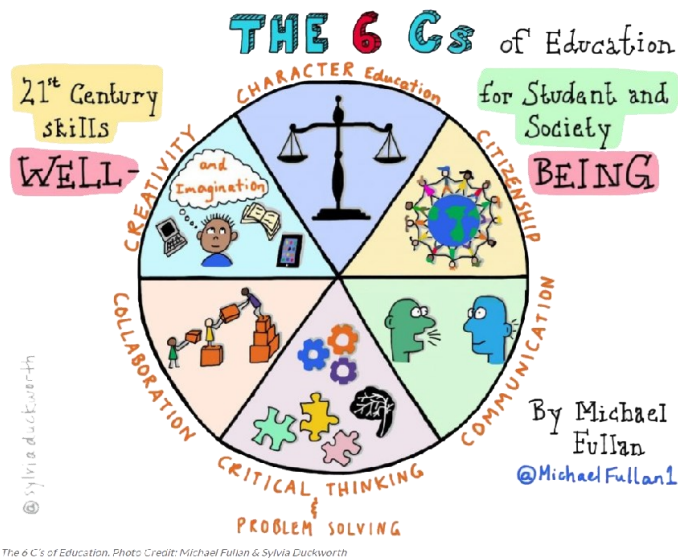 THE 6 Cs of Education
21st Century
skills
WELL-
for Student and
Society
BEING
CHARACTER Education
CITIZENSHIP
COMMUNICATION
CRITICAL THINKING
&
PROBLEM SOLVING
COLLABORATION
CREATIVITY
and
Imagination
By Michael
Fullan
@MichaelFullan1
@sylviaduckworth
The 6 C's of Education. Photo Credit: Michael Fullan & Sylvia Duckworth